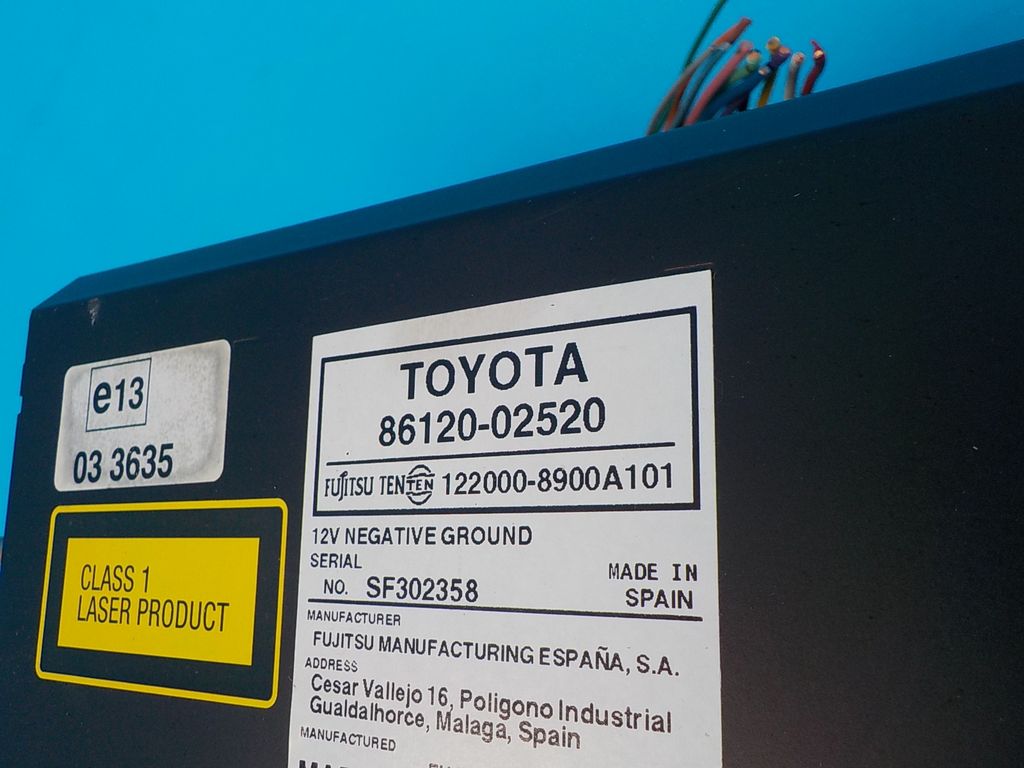 e13
03 3635
CLASS 1
LASER PRODUCT
TOYOTA
86120-02520
FUJITSU TEN TEN 122000-8900A101
12V NEGATIVE GROUND
SERIAL
NO. SF302358
MADE IN
SPAIN
MANUFACTURER
FUJITSU MANUFACTURING ESPAÑA, S.A.
ADDRESS
Cesar Vallejo 16, Poligono Industrial
Gualdalhorce, Malaga, Spain
MANUFACTURED